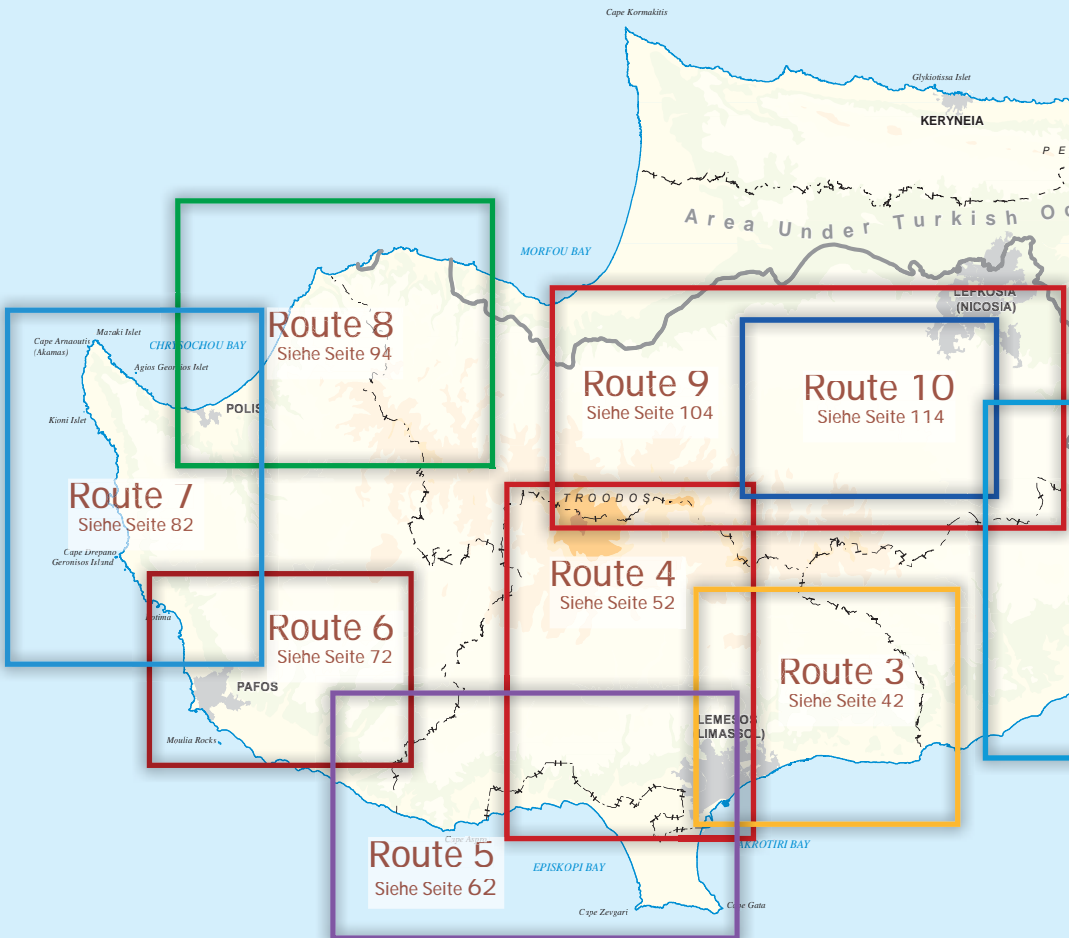 Cape Kormakitis
Glykiotissa Islet
KERYNEIA
P E
Area Under Turkish Oc
MORFOU BAY
LEFKOSIA
(NICOSIA)
Route 8
Siehe Seite 94
Mazaki Islet
Cape Arnaoutis
(Akamas)
CHRYSOCHOU BAY
Agios Georgios Islet
POLIS
Kioni Islet
Route 9
Siehe Seite 104
Route 10
Siehe Seite 114
Route 7
Siehe Seite 82
TROODOS
Cape Drepano
Geronisos Island
Route 4
Siehe Seite 52
Route 6
Siehe Seite 72
PAFOS
Moulia Rocks
Route 3
Siehe Seite 42
LEMESOS
LIMASSOL)
Route 5
Siehe Seite 62
EPISKOPI BAY
AKROTIRI BAY
Cape Zevgari
Cape Gata